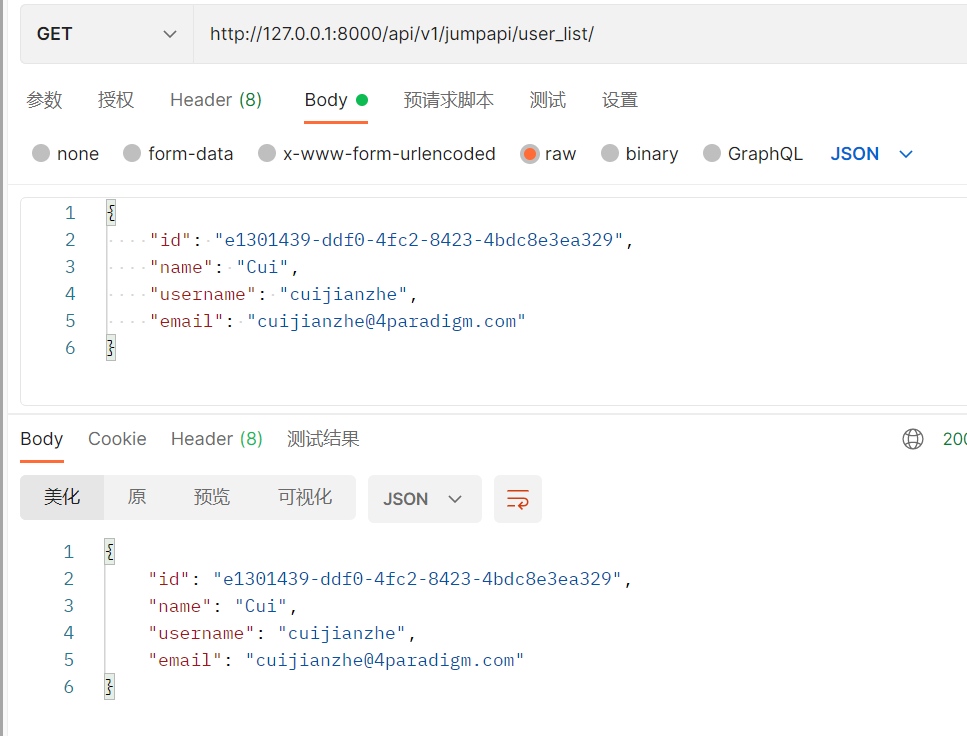 GET http://127.0.0.1:8000/api/v1/jumpapi/user_list/
参数 授权 Header (8) Body 预请求脚本 测试 设置
none form-data x-www-form-urlencoded raw binary GraphQL JSON
1 {
2 "id": "e1301439-ddf0-4fc2-8423-4bdc8e3ea329",
3 "name": "Cui",
4 "username": "cuijianzhe",
5 "email": "cuijianzhe@4paradigm.com"
6 }
Body Cookie Header (8) 测试结果 200
美化 原 预览 可视化 JSON
1 {
2 "id": "e1301439-ddf0-4fc2-8423-4bdc8e3ea329",
3 "name": "Cui",
4 "username": "cuijianzhe",
5 "email": "cuijianzhe@4paradigm.com"
6 }